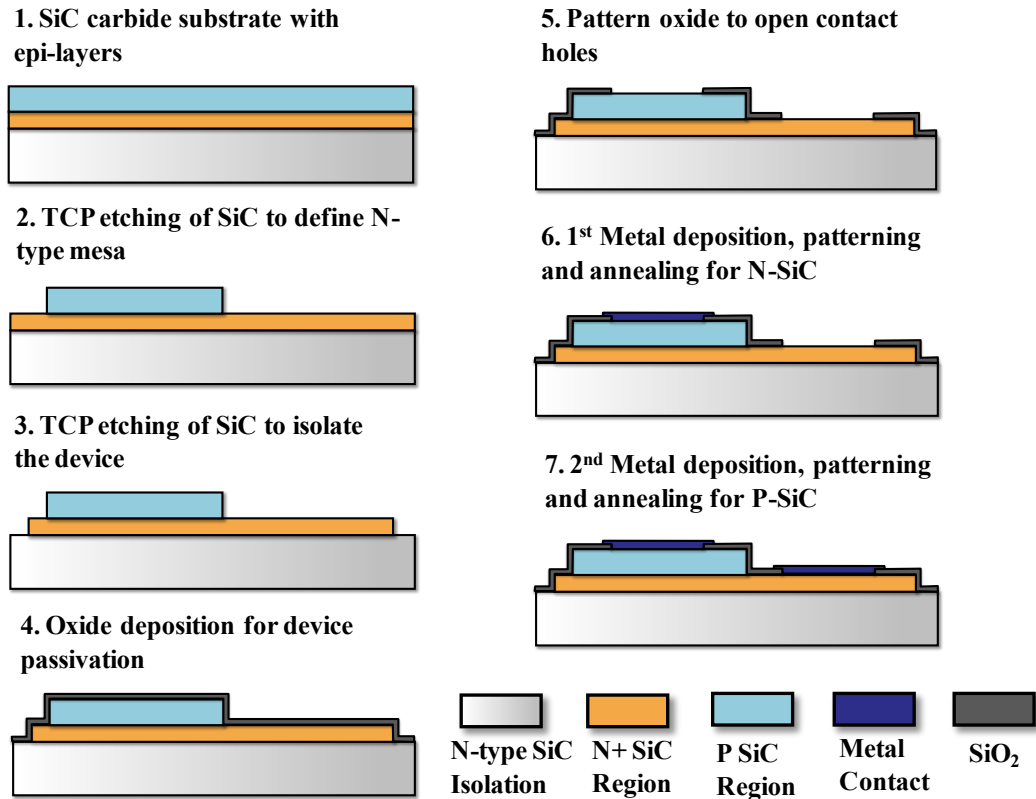 1. SiC carbide substrate with
epi-layers
2. TCP etching of SiC to define N-
type mesa
3. TCP etching of SiC to isolate
the device
4. Oxide deposition for device
passivation
5. Pattern oxide to open contact
holes
6. 1st Metal deposition, patterning
and annealing for N-SiC
7. 2nd Metal deposition, patterning
and annealing for P-SiC
N-type SiC
Isolation
N+ SiC
Region
P SiC
Region
Metal
Contact
SiO₂